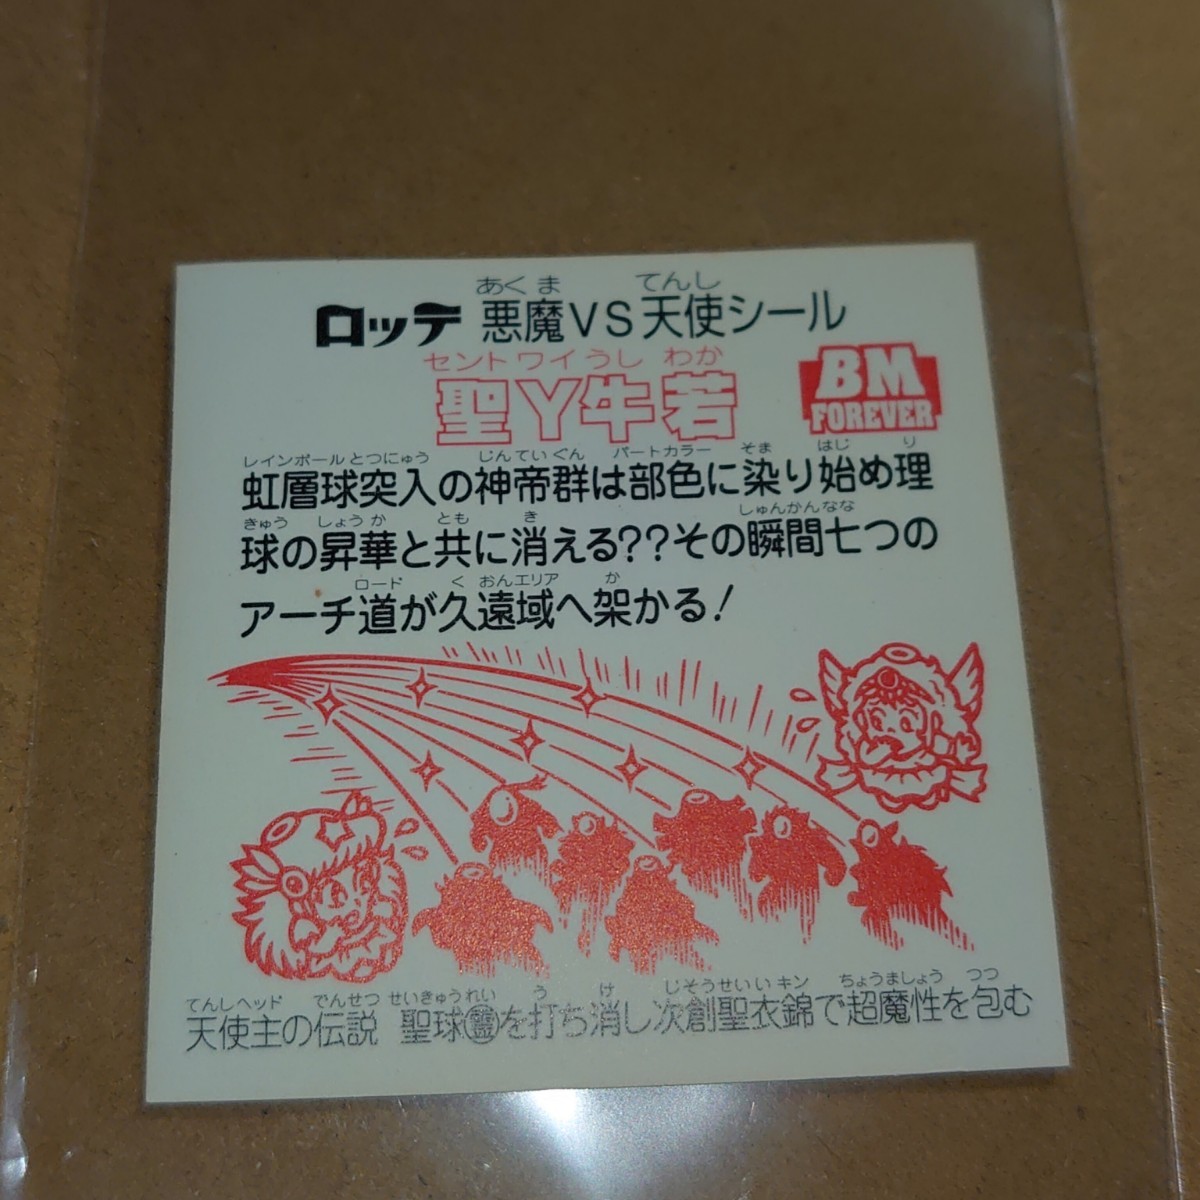 あくま てんし
ロッテ 悪魔VS天使シール
セントワイうしわか
聖Y牛若
BM
FOREVER
レインボールとつにゅう じんていぐん パートカラー そま はじ り
虹層球突入の神帝群は部色に染り始め理
きゅう しょうか とも き しゅんかんなな
球の昇華と共に消える??その瞬間七つの
ロード く おんエリア か
アーチ道が久遠域へ架かる!
てんしヘッド でんせつ せいきゅうれい う け じそうせいいキン ちょうましょう つつ
天使主の伝説 聖球㊩を打ち消し次創聖衣錦で超魔性を包む